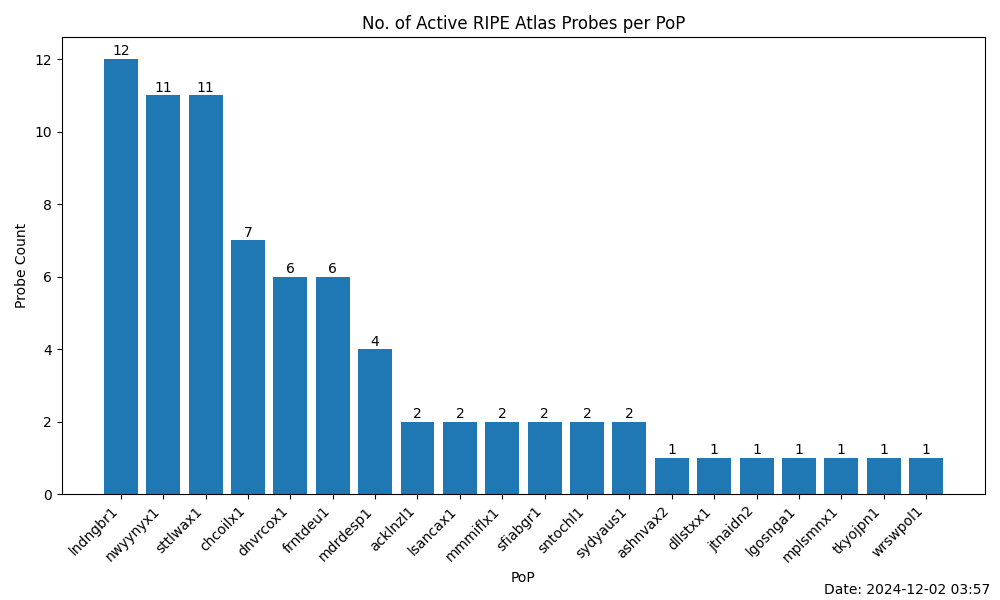 No. of Active RIPE Atlas Probes per PoP
Probe Count
12
10
8
6
4
2
0
12
11
11
7
6
6
4
2
2
2
2
2
2
1
1
1
1
1
1
1
lndngbr1
nwyynyx1
sttlwax1
chcoilx1
dnvrcox1
frntdeu1
mdrdesp1
acklnzl1
lsancax1
mmmiflx1
sfiabgr1
sntochl1
sydyaus1
ashnvax2
dllstxx1
jtnaidn2
lgosnga1
mplsmnx1
tkyojpn1
wrswpol1
PoP
Date: 2024-12-02 03:57